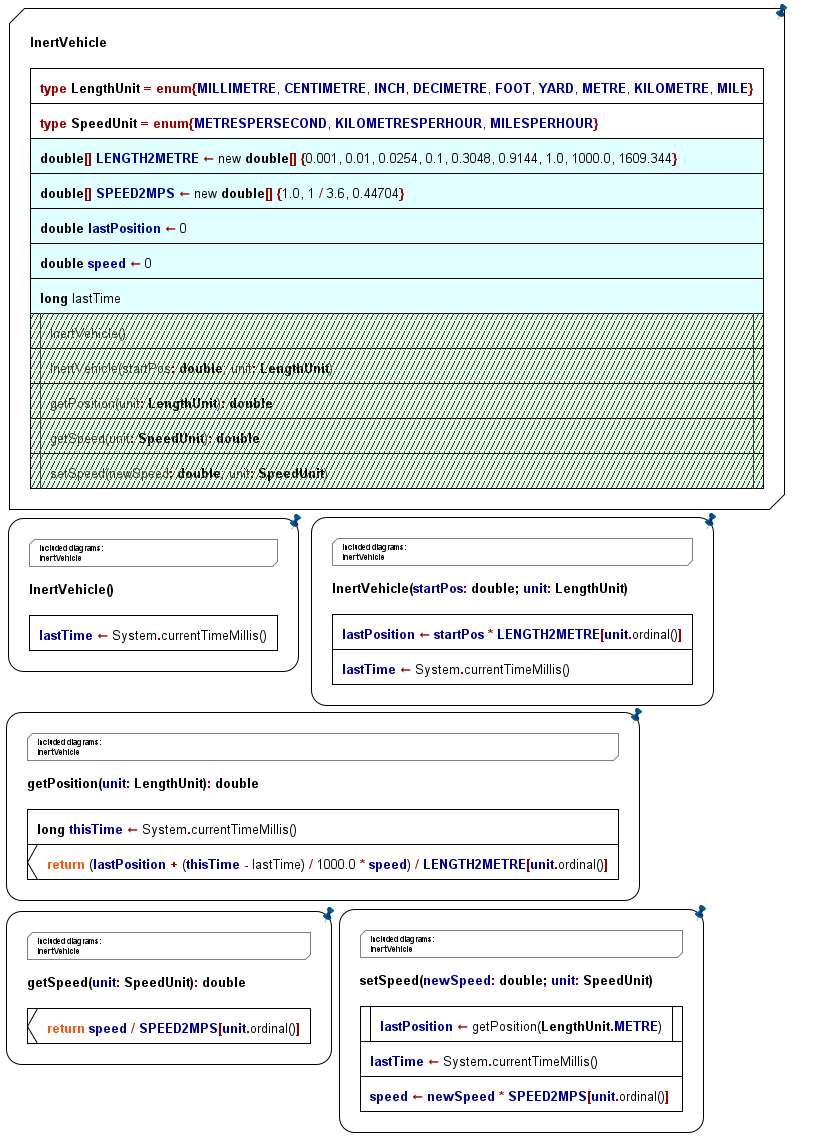 InertVehicle
type LengthUnit = enum{MILLIMETRE, CENTIMETRE, INCH, DECIMETRE, FOOT, YARD, METRE, KILOMETRE, MILE}
type SpeedUnit = enum{METRESPERSECOND, KILOMETRESPERHOUR, MILESPERHOUR}
double[] LENGTH2METRE ← new double[] {0.001, 0.01, 0.0254, 0.1, 0.3048, 0.9144, 1.0, 1000.0, 1609.344}
double[] SPEED2MPS ← new double[] {1.0, 1 / 3.6, 0.44704}
double lastPosition ← 0
double speed ← 0
long lastTime
InertVehicle()
InertVehicle(startPos: double; unit: LengthUnit)
getPosition(unit: LengthUnit): double
getSpeed(unit: SpeedUnit): double
setSpeed(newSpeed: double; unit: SpeedUnit)
Included diagrams:
InertVehicle
InertVehicle()
lastTime ← System.currentTimeMillis()
Included diagrams:
InertVehicle
InertVehicle(startPos: double; unit: LengthUnit)
lastPosition ← startPos * LENGTH2METRE[unit.ordinal()]
lastTime ← System.currentTimeMillis()
Included diagrams:
InertVehicle
getPosition(unit: LengthUnit): double
long thisTime ← System.currentTimeMillis()
return (lastPosition + (thisTime - lastTime) / 1000.0 * speed) / LENGTH2METRE[unit.ordinal()]
Included diagrams:
InertVehicle
getSpeed(unit: SpeedUnit): double
return speed / SPEED2MPS[unit.ordinal()]
Included diagrams:
InertVehicle
setSpeed(newSpeed: double; unit: SpeedUnit)
lastPosition ← getPosition(LengthUnit.METRE)
lastTime ← System.currentTimeMillis()
speed ← newSpeed * SPEED2MPS[unit.ordinal()]